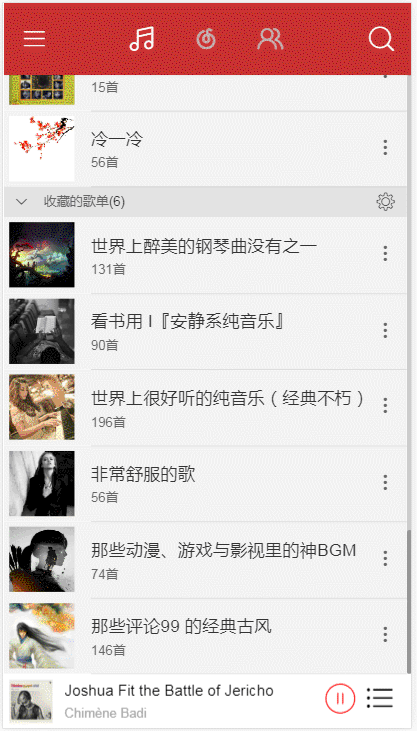 15首
冷一冷
56首
收藏的歌单(6)
世界上醉美的钢琴曲没有之一
131首
看书用 I『安静系纯音乐』
90首
世界上很好听的纯音乐（经典不朽）
196首
非常舒服的歌
56首
那些动漫、游戏与影视里的神BGM
74首
那些评论99 的经典古风
146首
Joshua Fit the Battle of Jericho
Chimène Badi